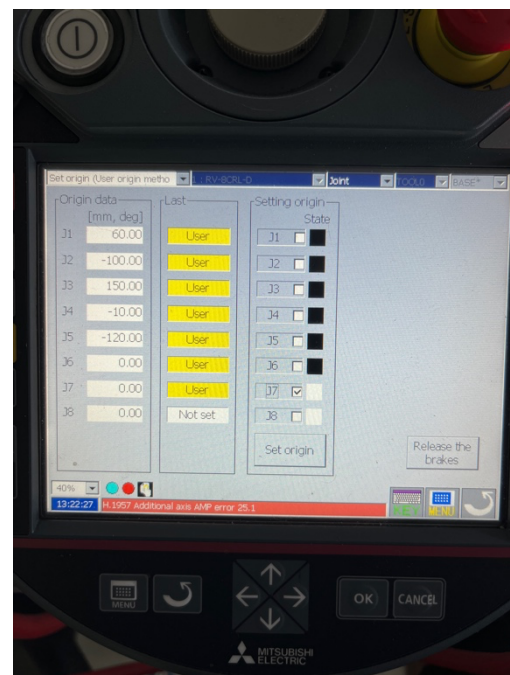 Set origin (User origin metho 1 : RV-8CRL-D Joint TOOL0 BASE*
Origin data Last Setting origin
[mm, deg] State
J1 60.00 User J1
J2 -100.00 User J2
J3 150.00 User J3
J4 -10.00 User J4
J5 -120.00 User J5
J6 0.00 User J6
J7 0.00 User J7
J8 0.00 Not set J8
Set origin
Release the
brakes
40%
13:22:27 H.1957 Additional axis AMP error 25.1
KEY MENU
MENU
OK CANCEL
MITSUBISHI
ELECTRIC